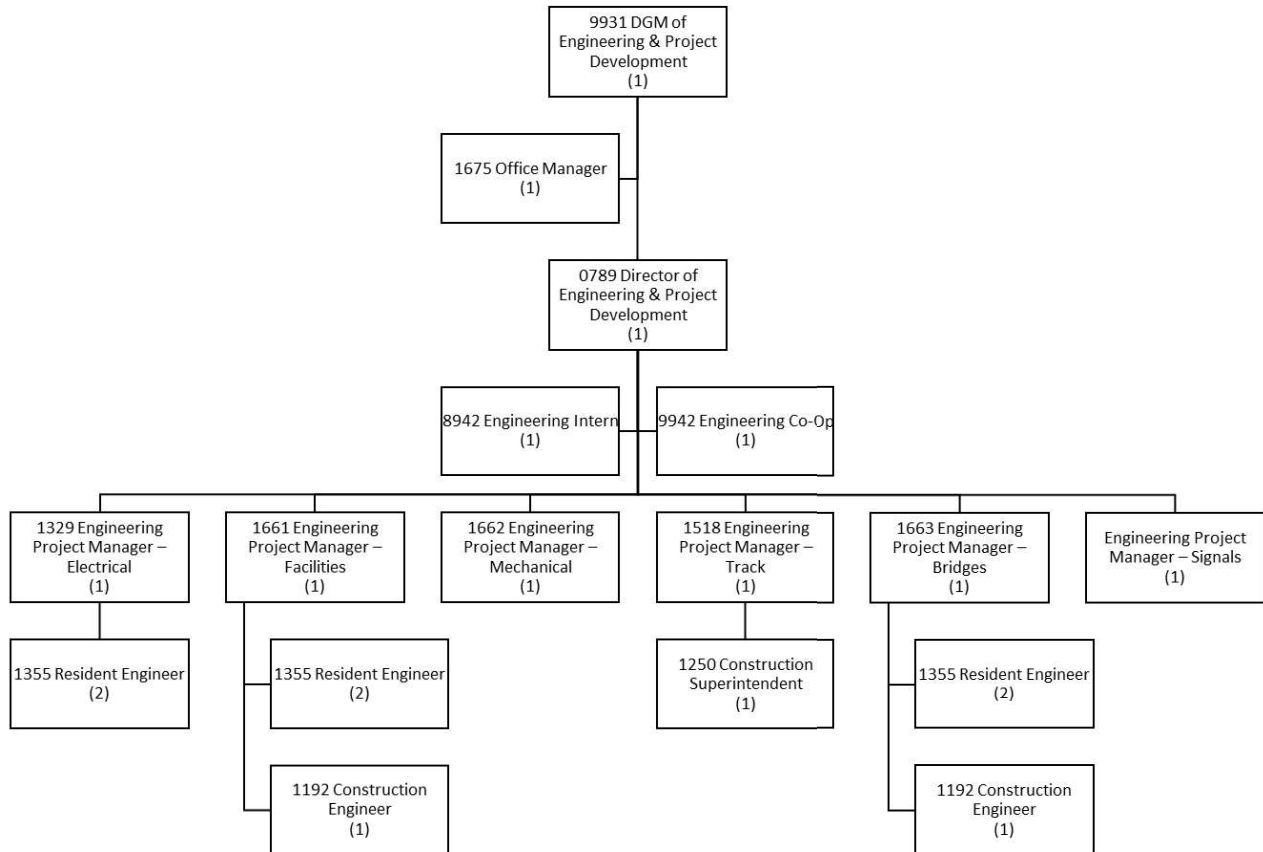 9931 DGM of
Engineering & Project
Development
(1)
1675 Office Manager
(1)
0789 Director of
Engineering & Project
Development
(1)
8942 Engineering Intern
(1)
9942 Engineering Co-Op
(1)
1329 Engineering
Project Manager –
Electrical
(1)
1661 Engineering
Project Manager –
Facilities
(1)
1662 Engineering
Project Manager –
Mechanical
(1)
1518 Engineering
Project Manager –
Track
(1)
1663 Engineering
Project Manager –
Bridges
(1)
Engineering Project
Manager – Signals
(1)
1355 Resident Engineer
(2)
1355 Resident Engineer
(2)
1250 Construction
Superintendent
(1)
1355 Resident Engineer
(2)
1192 Construction
Engineer
(1)
1192 Construction
Engineer
(1)